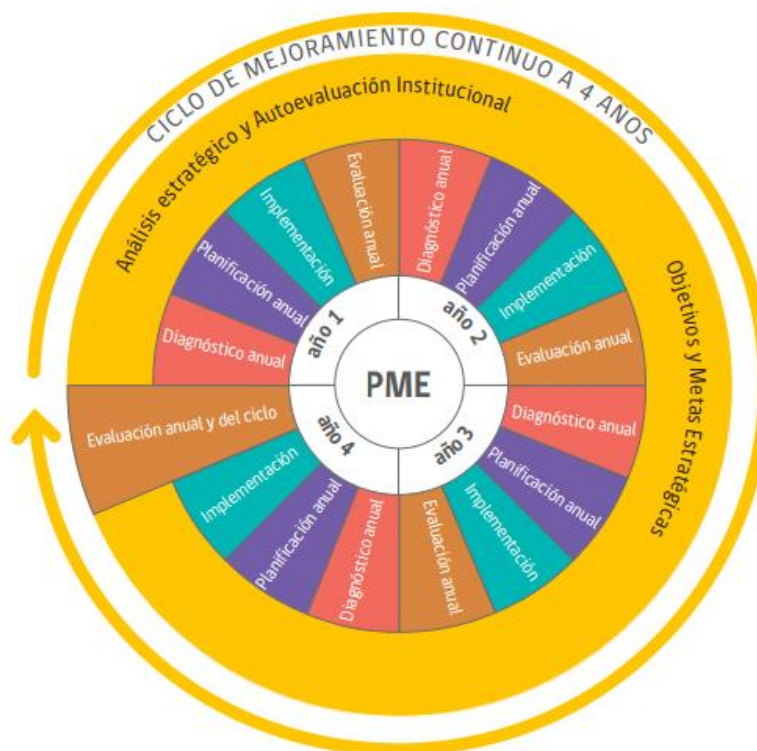 CICLO DE MEJORAMIENTO CONTINUO A 4 ANOS
Análisis estratégico y Autoevaluación Institucional
Objetivos y Metas Estratégicas
PME
año 1
Diagnóstico anual
Planificación anual
Implementación
Evaluación anual
año 2
Diagnóstico anual
Planificación anual
Implementación
Evaluación anual
año 3
Diagnóstico anual
Planificación anual
Implementación
Evaluación anual
año 4
Diagnóstico anual
Planificación anual
Implementación
Evaluación anual y del ciclo